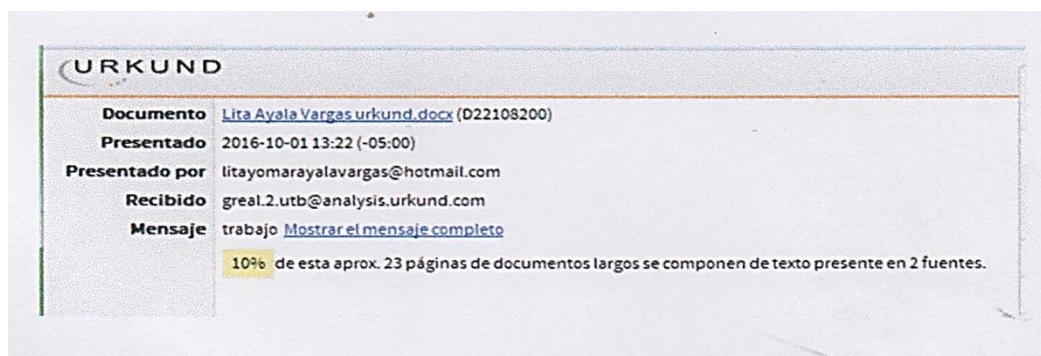 URKUND
Documento Lita Ayala Vargas urkund.docx (D22108200)
Presentado 2016-10-01 13:22 (-05:00)
Presentado por litayomarayalavargas@hotmail.com
Recibido greal.2.utb@analysis.urkund.com
Mensaje trabajo Mostrar el mensaje completo
10% de esta aprox. 23 páginas de documentos largos se componen de texto presente en 2 fuentes.